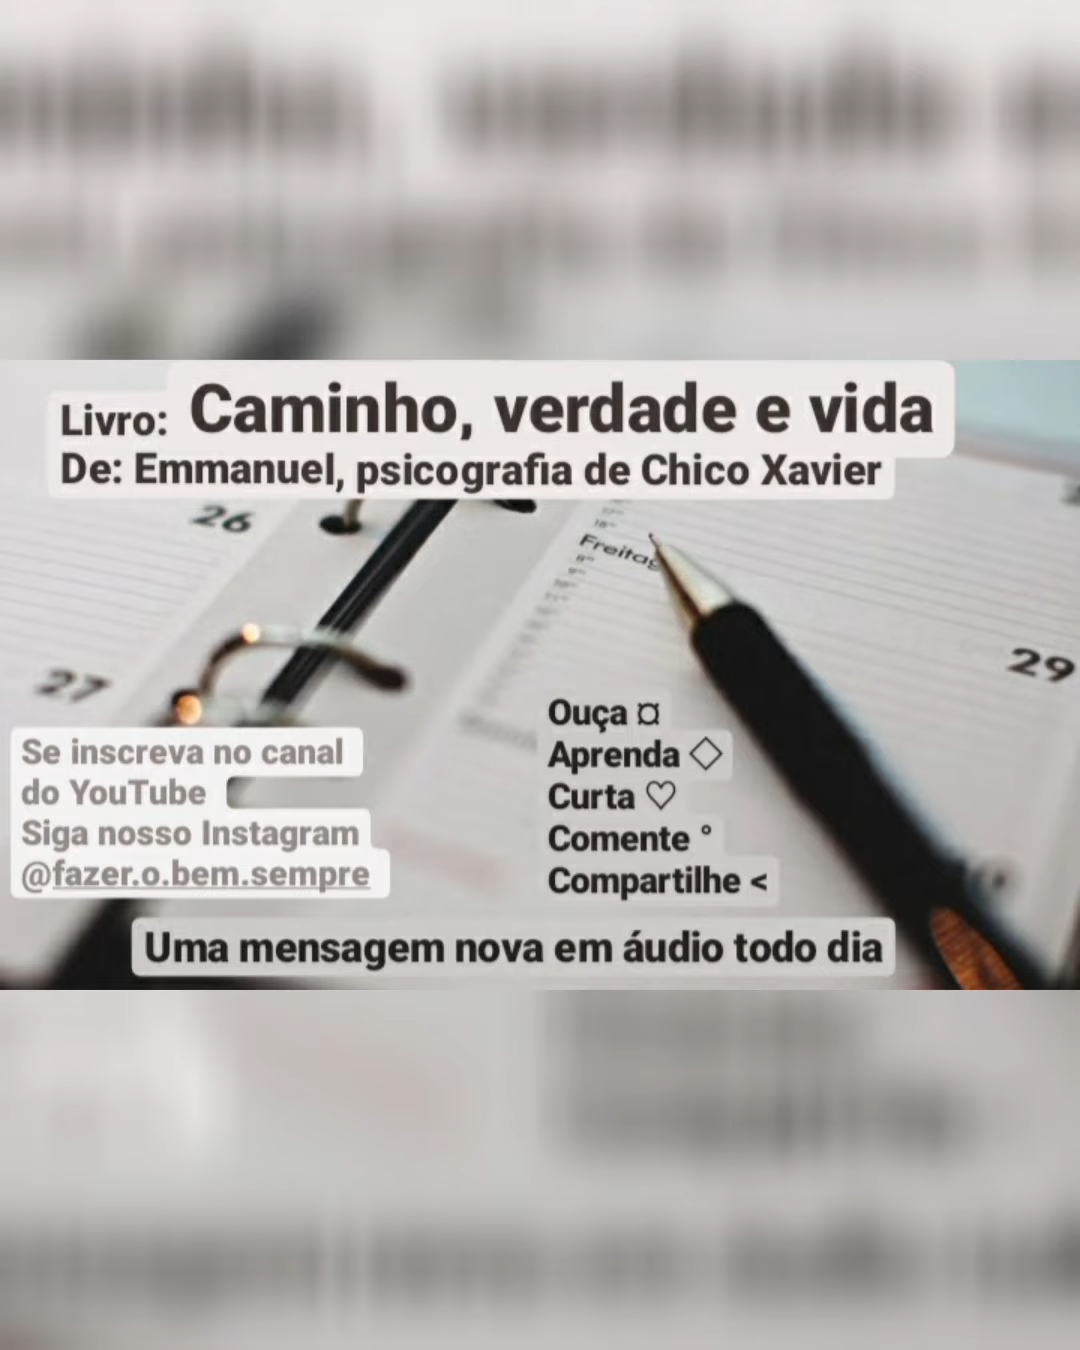 Livro: Caminho, verdade e vida
De: Emmanuel, psicografia de Chico Xavier
26
Freitag
29
27
Ouça ¤
Aprenda ◇
Curta ♡
Comente °
Compartilhe <
Se inscreva no canal
do YouTube
Siga nosso Instagram
@fazer.o.bem.sempre
Uma mensagem nova em áudio todo dia